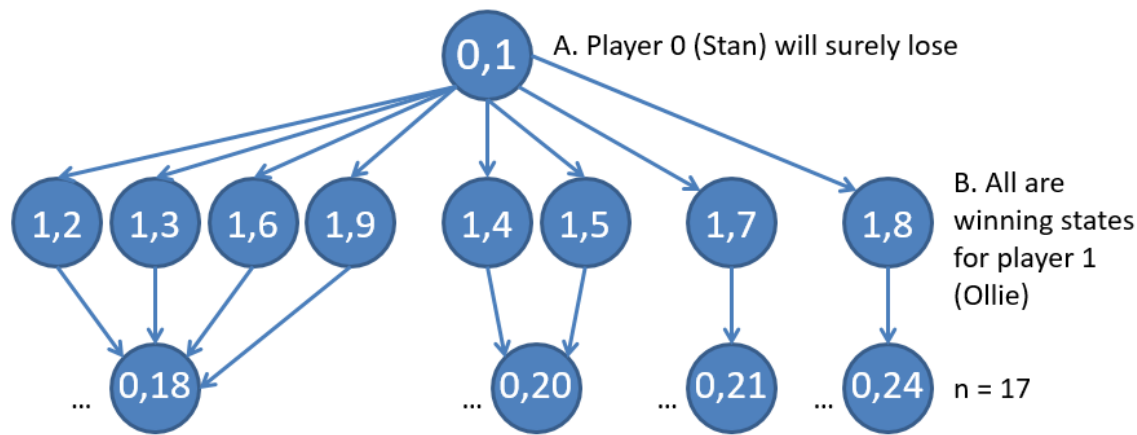 0,1
A. Player 0 (Stan) will surely lose
1,2
1,3
1,6
1,9
1,4
1,5
1,7
1,8
B. All are
winning states
for player 1
(Ollie)
...
0,18
...
0,20
...
0,21
...
0,24
n = 17